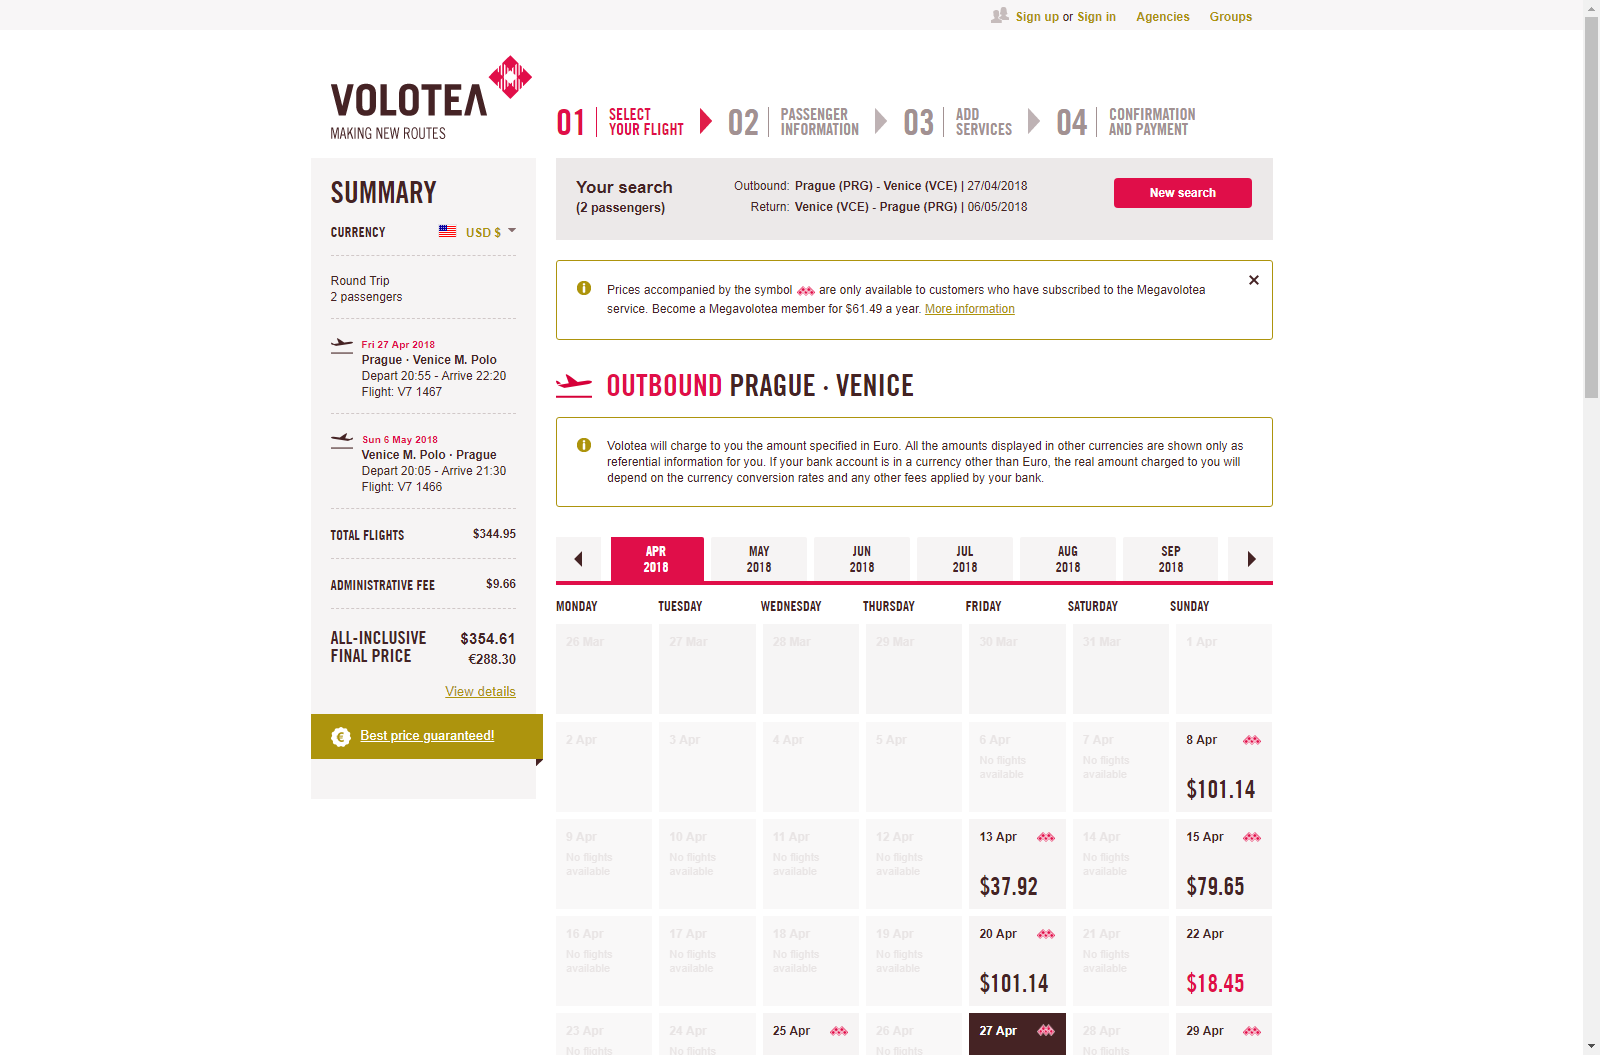 Sign up or Sign in Agencies Groups
VOLOTEA
MAKING NEW ROUTES
01 SELECT YOUR FLIGHT
02 PASSENGER INFORMATION
03 ADD SERVICES
04 CONFIRMATION AND PAYMENT
SUMMARY
CURRENCY USD $
Round Trip
2 passengers
Fri 27 Apr 2018
Prague · Venice M. Polo
Depart 20:55 - Arrive 22:20
Flight: V7 1467
Sun 6 May 2018
Venice M. Polo · Prague
Depart 20:05 - Arrive 21:30
Flight: V7 1466
TOTAL FLIGHTS $344.95
ADMINISTRATIVE FEE $9.66
ALL-INCLUSIVE $354.61
FINAL PRICE €288.30
View details
€ Best price guaranteed!
Your search
(2 passengers)
Outbound: Prague (PRG) - Venice (VCE) | 27/04/2018
Return: Venice (VCE) - Prague (PRG) | 06/05/2018
New search
Prices accompanied by the symbol are only available to customers who have subscribed to the Megavolotea
service. Become a Megavolotea member for $61.49 a year. More information
OUTBOUND PRAGUE · VENICE
Volotea will charge to you the amount specified in Euro. All the amounts displayed in other currencies are shown only as
referential information for you. If your bank account is in a currency other than Euro, the real amount charged to you will
depend on the currency conversion rates and any other fees applied by your bank.
APR MAY JUN JUL AUG SEP
2018 2018 2018 2018 2018 2018
MONDAY TUESDAY WEDNESDAY THURSDAY FRIDAY SATURDAY SUNDAY
26 Mar 27 Mar 28 Mar 29 Mar 30 Mar 31 Mar 1 Apr
2 Apr 3 Apr 4 Apr 5 Apr 6 Apr 7 Apr 8 Apr
No flights No flights
available available
$101.14
9 Apr 10 Apr 11 Apr 12 Apr 13 Apr 14 Apr 15 Apr
No flights No flights No flights No flights No flights
available available available available available
$37.92 $79.65
16 Apr 17 Apr 18 Apr 19 Apr 20 Apr 21 Apr 22 Apr
No flights No flights No flights No flights No flights
available available available available available
$101.14 $18.45
23 Apr 24 Apr 25 Apr 26 Apr 27 Apr 28 Apr 29 Apr
No flights No flights No flights No flights